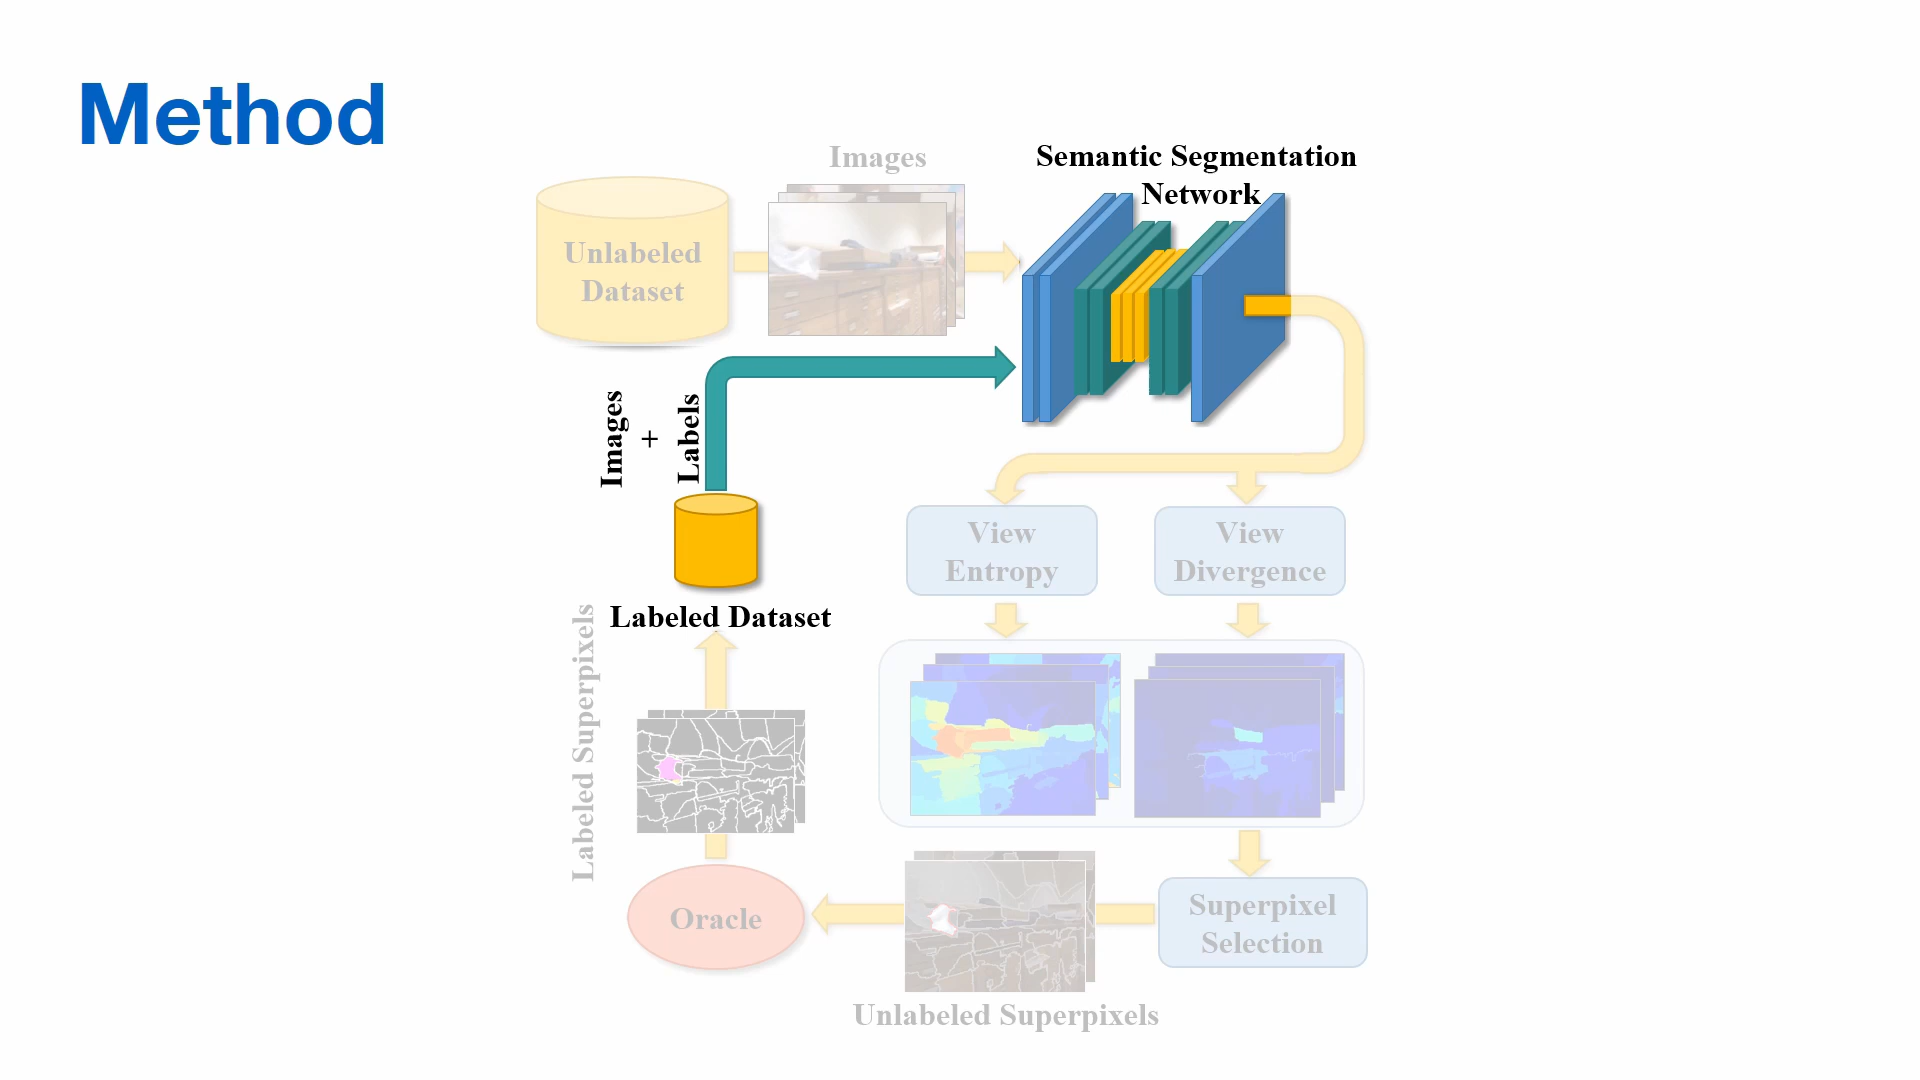 Method
Images
Semantic Segmentation
Network
Unlabeled
Dataset
Images
+
Labels
View
Entropy
View
Divergence
Labeled Dataset
Labeled Superpixels
Oracle
Superpixel
Selection
Unlabeled Superpixels